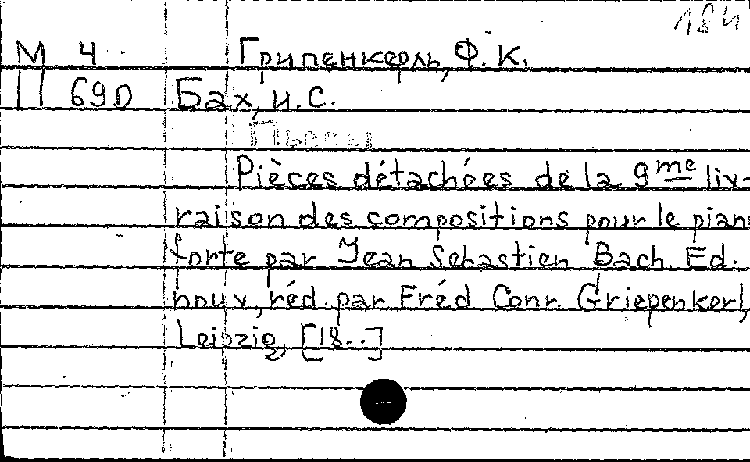 184
М 4 Грипенкерль, Ф. К.
П 690 Бах, И. С.
Пьесы
Pièces détachées de la 9me liv-
raison des compositions pour le piano
forte par Jean Sebastien Bach. Ed.
nouv, réd. par Fréd Conr Griepenkerl,
Leipzig, [18..]